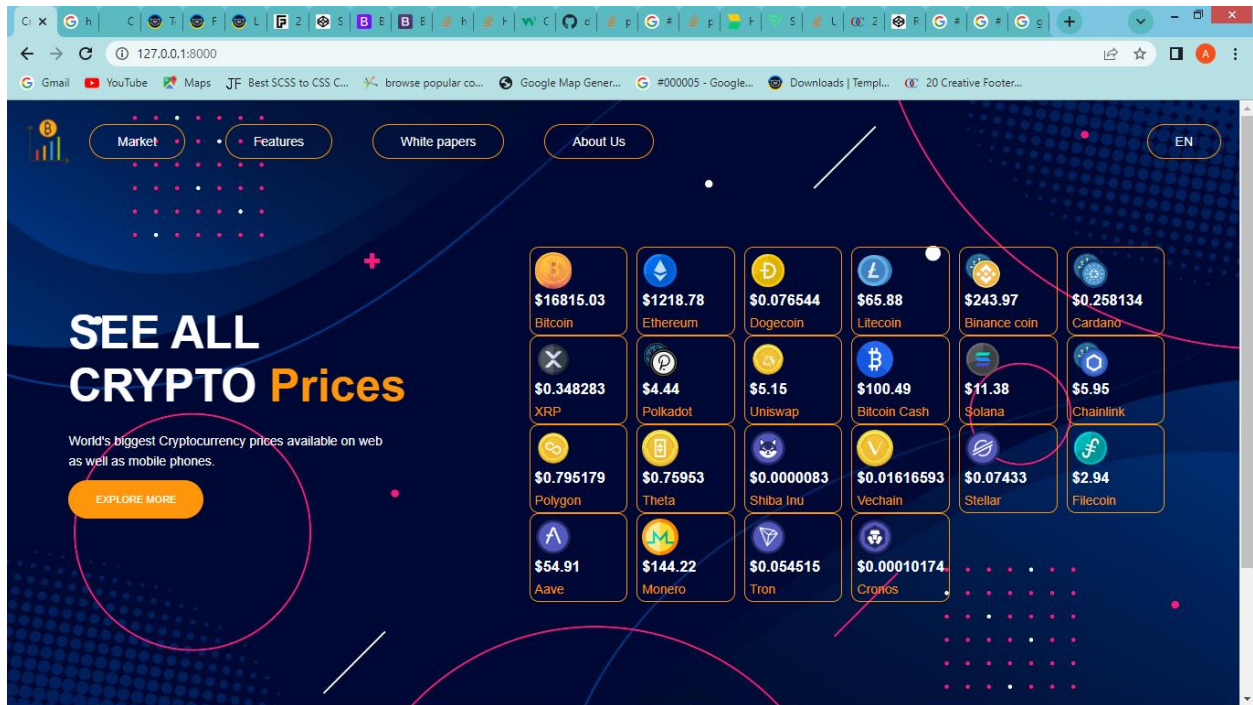 127.0.0.1:8000
Gmail YouTube Maps Best SCSS to CSS C... browse popular co... Google Map Gener... #000005 - Google... Downloads | Templ... 20 Creative Footer...
Market Features White papers About Us EN
SEE ALL
CRYPTO Prices
World's biggest Cryptocurrency prices available on web
as well as mobile phones.
EXPLORE MORE
$16815.03 $1218.78 $0.076544 $65.88 $243.97 $0.258134
Bitcoin Ethereum Dogecoin Litecoin Binance coin Cardano
$0.348283 $4.44 $5.15 $100.49 $11.38 $5.95
XRP Polkadot Uniswap Bitcoin Cash Solana Chainlink
$0.795179 $0.75953 $0.0000083 $0.01616593 $0.07433 $2.94
Polygon Theta Shiba Inu Vechain Stellar Filecoin
$54.91 $144.22 $0.054515 $0.00010174
Aave Monero Tron Cronos